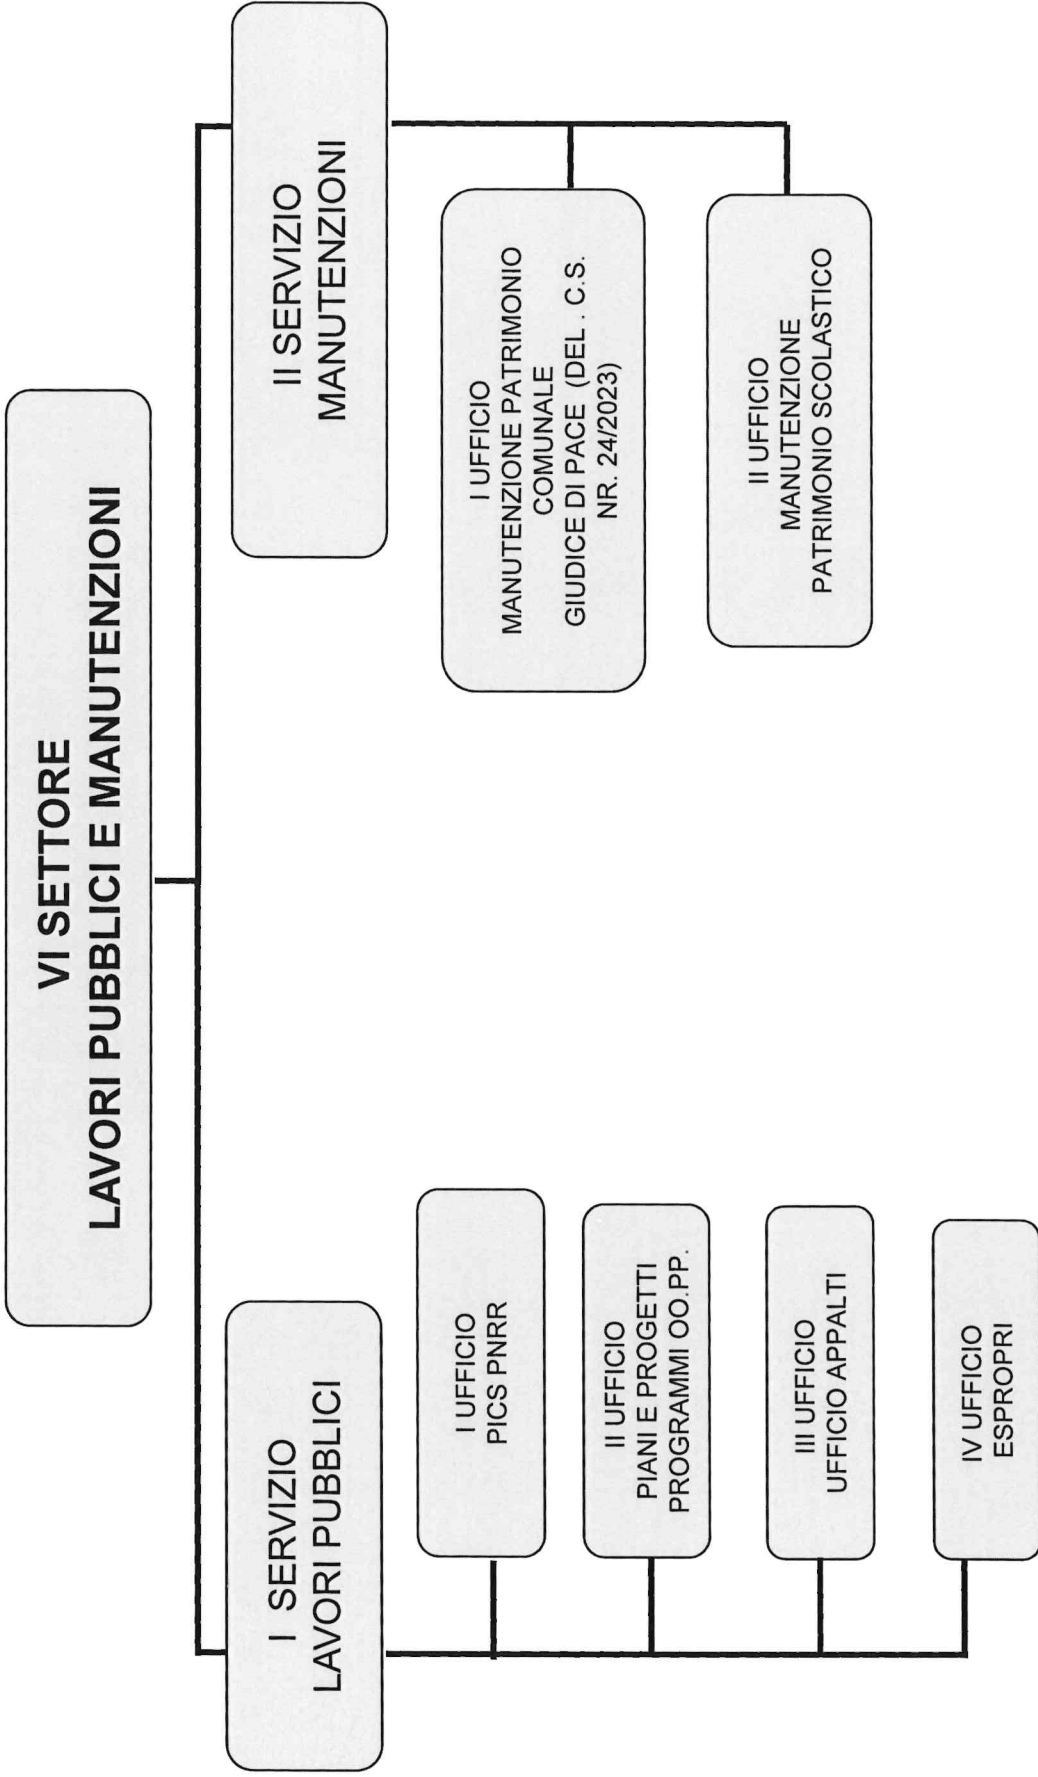 VI SETTORE
LAVORI PUBBLICI E MANUTENZIONI
I SERVIZIO
LAVORI PUBBLICI
I UFFICIO
PICS PNRR
II UFFICIO
PIANI E PROGETTI
PROGRAMMI OO.PP.
III UFFICIO
UFFICIO APPALTI
IV UFFICIO
ESPROPRI
II SERVIZIO
MANUTENZIONI
I UFFICIO
MANUTENZIONE PATRIMONIO
COMUNALE
GIUDICE DI PACE (DEL . C.S.
NR. 24/2023)
II UFFICIO
MANUTENZIONE
PATRIMONIO SCOLASTICO